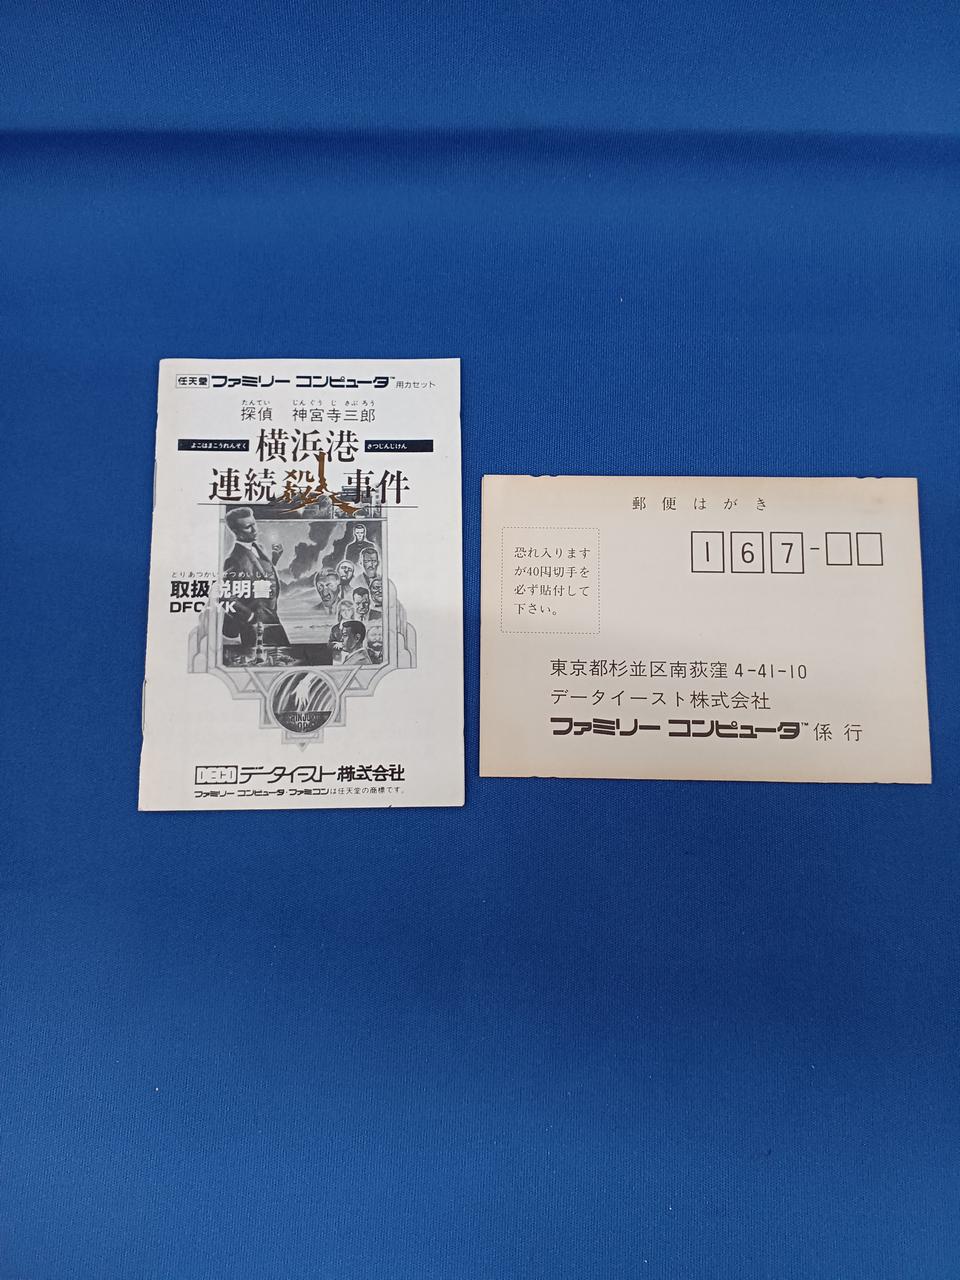 任天堂 ファミリー コンピュータ™ 用カセット
たんてい じんぐうじさぶろう
探偵 神宮寺三郎
よこはまこうれんぞく 横浜港 さつじんじけん
連続殺人事件
とりあつかいせつめいしょ
取扱説明書
DECO データイースト株式会社
ファミリー コンピュータ・ファミコンは任天堂の商標です。
郵便はがき
恐れ入ります
が40円切手を
必ず貼付して
下さい。
167-
東京都杉並区南荻窪4-41-10
データイースト株式会社
ファミリー コンピュータ™ 係 行